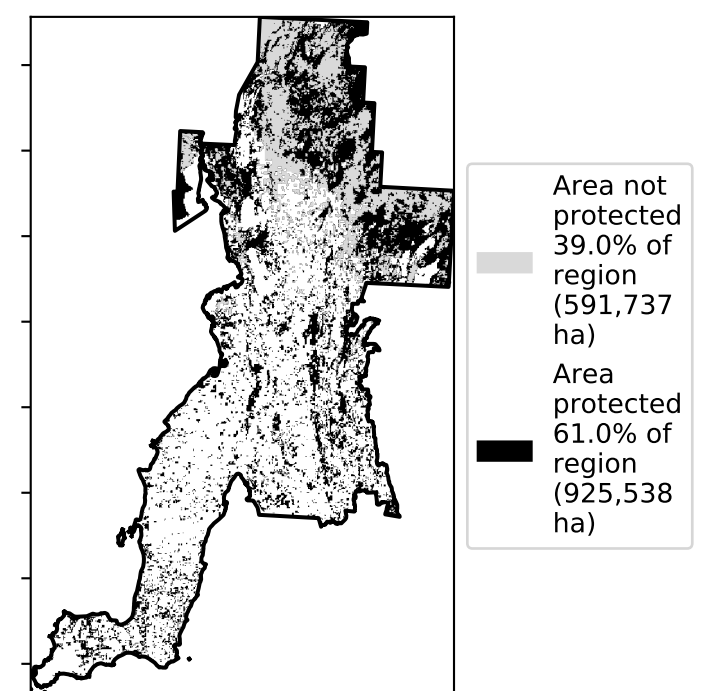 Area not
protected
39.0% of
region
(591,737
ha)
Area
protected
61.0% of
region
(925,538
ha)